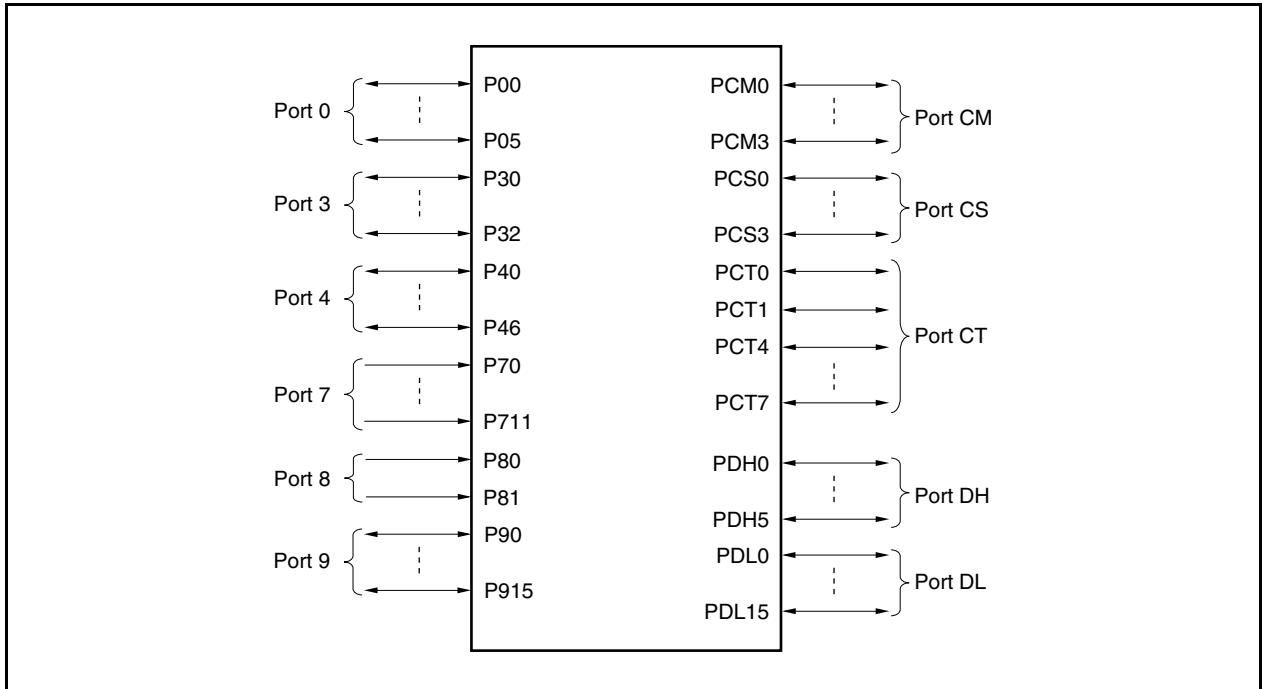 Port 0
P00
P05
Port 3
P30
P32
Port 4
P40
P46
Port 7
P70
P711
Port 8
P80
P81
Port 9
P90
P915
PCM0
PCM3
Port CM
PCS0
PCS3
Port CS
PCT0
PCT1
PCT4
PCT7
Port CT
PDH0
PDH5
Port DH
PDL0
PDL15
Port DL